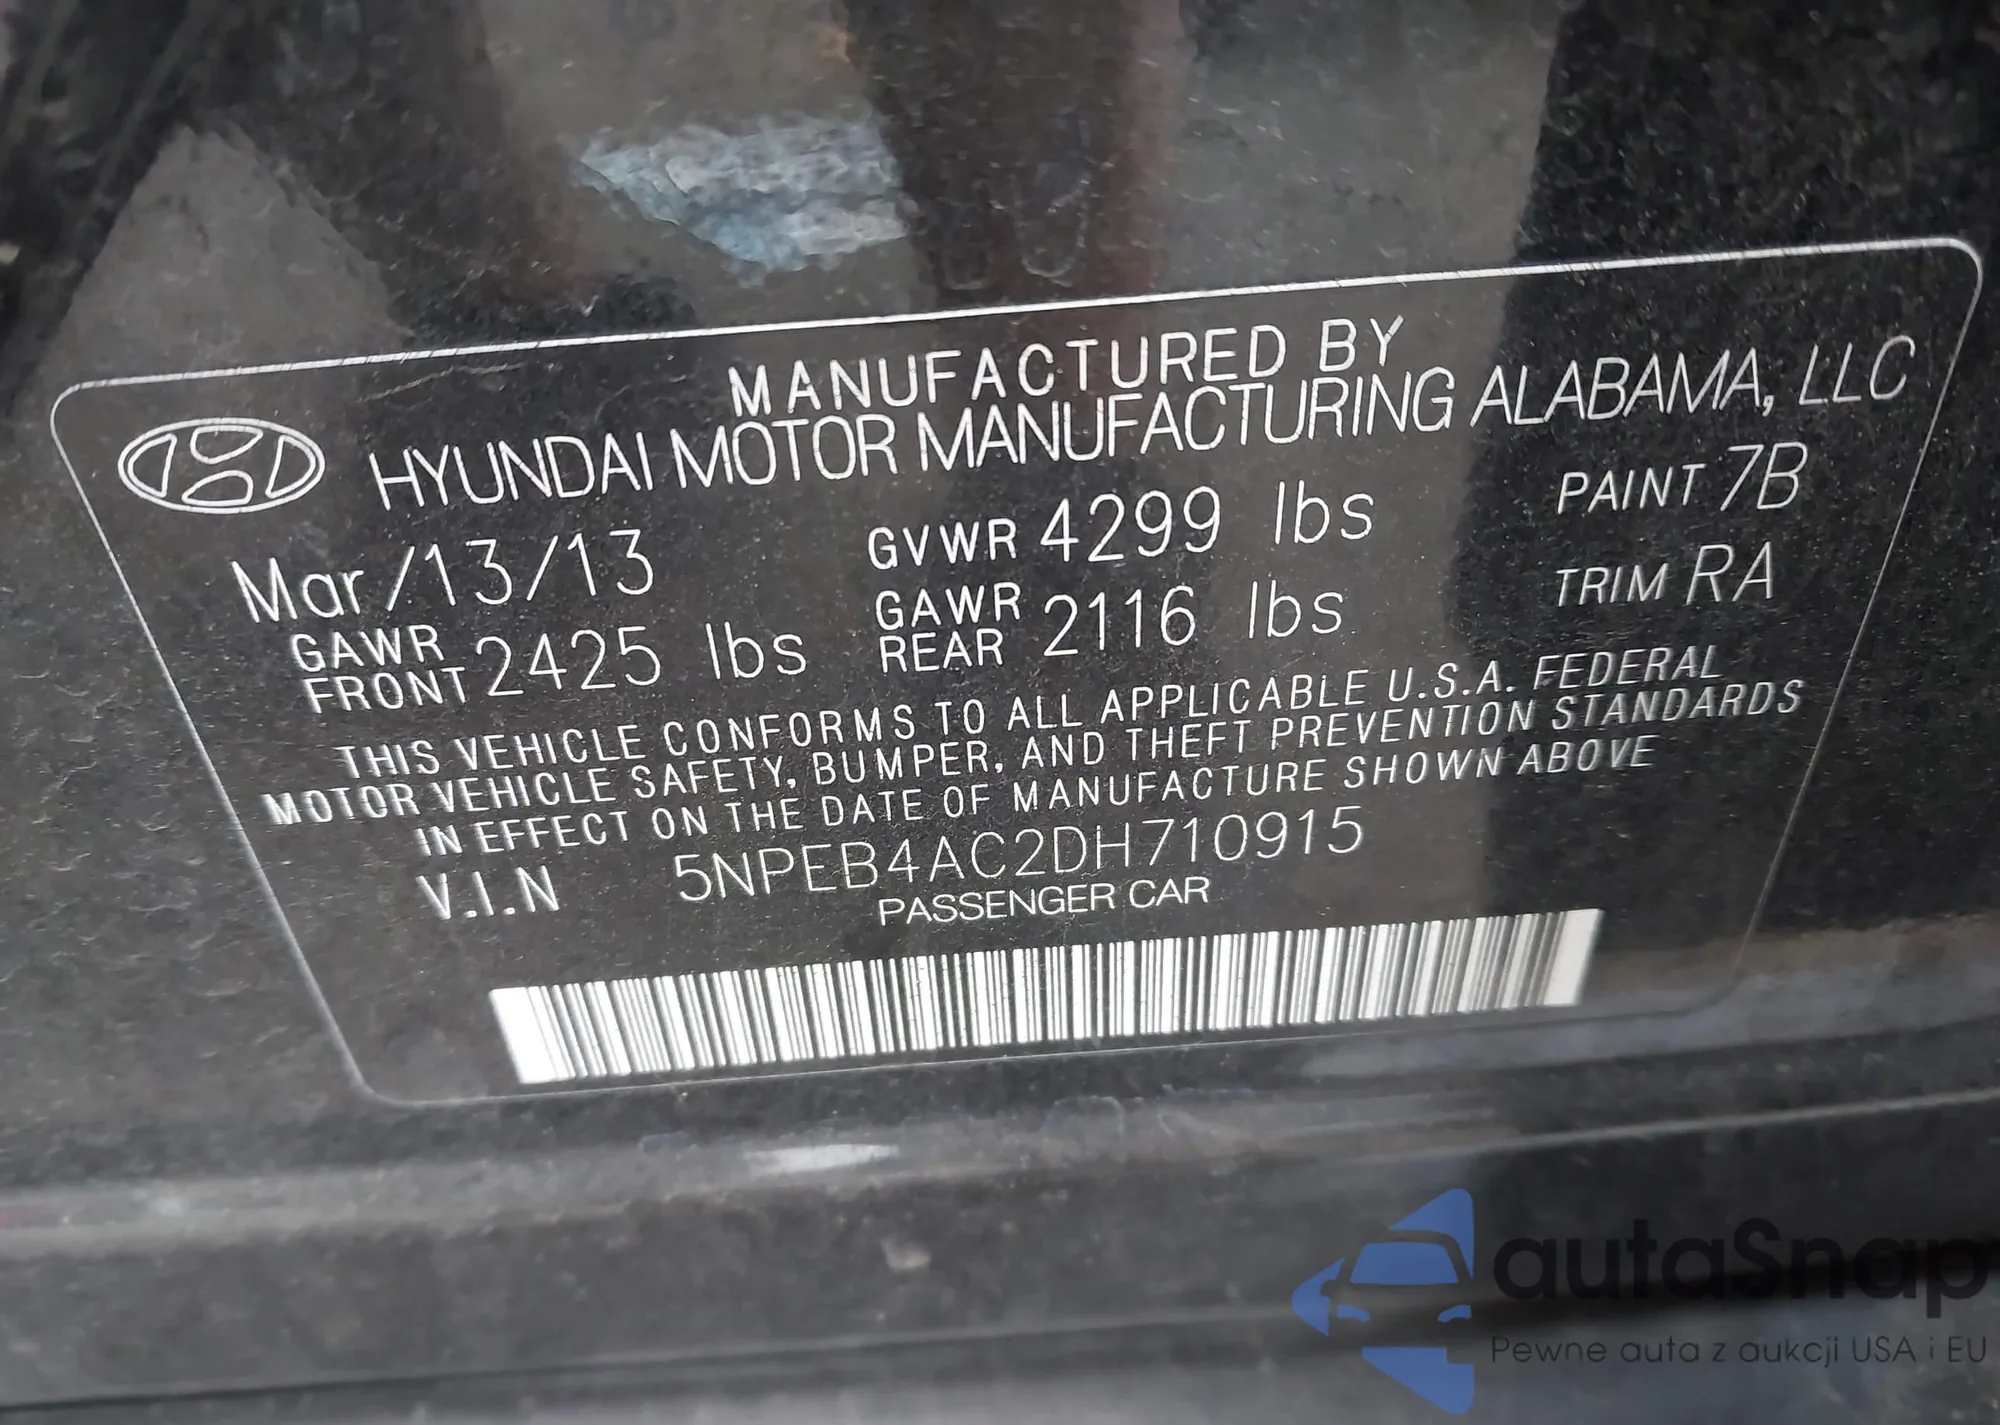 MANUFACTURED BY
HYUNDAI MOTOR MANUFACTURING ALABAMA, LLC
Mar/13/13 GVWR 4299 lbs PAINT 7B
GAWR FRONT 2425 lbs GAWR REAR 2116 lbs TRIM RA
THIS VEHICLE CONFORMS TO ALL APPLICABLE U.S.A. FEDERAL
MOTOR VEHICLE SAFETY, BUMPER, AND THEFT PREVENTION STANDARDS
IN EFFECT ON THE DATE OF MANUFACTURE SHOWN ABOVE
V.I.N 5NPEB4AC2DH710915
PASSENGER CAR
autaSnap
Pewne auta z aukcji USA i EU